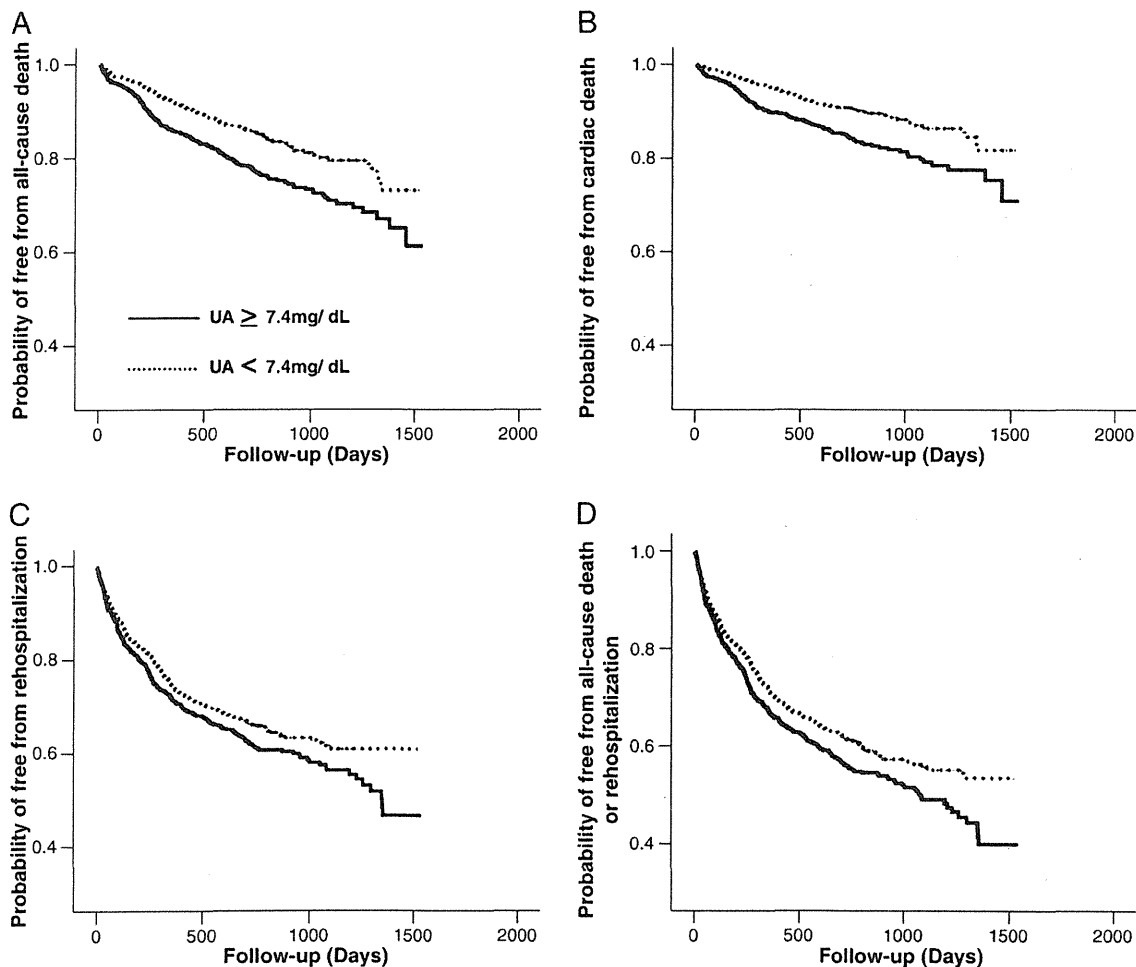 A
Probability of free from all-cause death
1.0
0.8
0.6
0.4
UA ≥ 7.4mg/ dL
UA < 7.4mg/ dL
0 500 1000 1500 2000
Follow-up (Days)
B
Probability of free from cardiac death
1.0
0.8
0.6
0.4
0 500 1000 1500 2000
Follow-up (Days)
C
Probability of free from rehospitalization
1.0
0.8
0.6
0.4
0 500 1000 1500 2000
Follow-up (Days)
D
Probability of free from all-cause death
or rehospitalization
1.0
0.8
0.6
0.4
0 500 1000 1500 2000
Follow-up (Days)